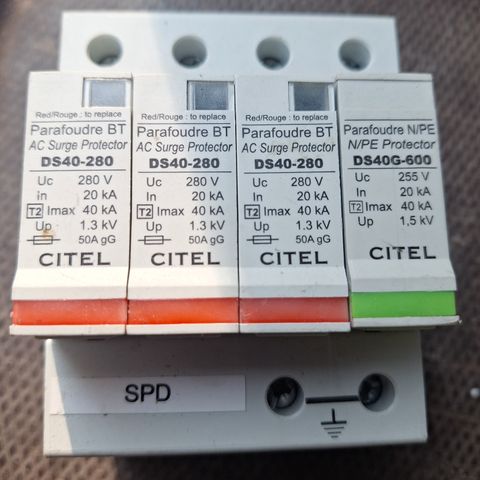 Red/Rouge : to replace
Parafoudre BT
AC Surge Protector
DS40-280
Uc 280 V
In 20 kA
T2 Imax 40 kA
Up 1.3 kV
50A gG
CITEL
Red/Rouge : to replace
Parafoudre BT
AC Surge Protector
DS40-280
Uc 280 V
In 20 kA
T2 Imax 40 kA
Up 1.3 kV
50A gG
CITEL
Red/Rouge : to replace
Parafoudre BT
AC Surge Protector
DS40-280
Uc 280 V
In 20 kA
T2 Imax 40 kA
Up 1.3 kV
50A gG
CITEL
Parafoudre N/PE
N/PE Protector
DS40G-600
Uc 255 V
In 20 kA
T2 Imax 40 kA
Up 1,5 kV
CITEL
SPD